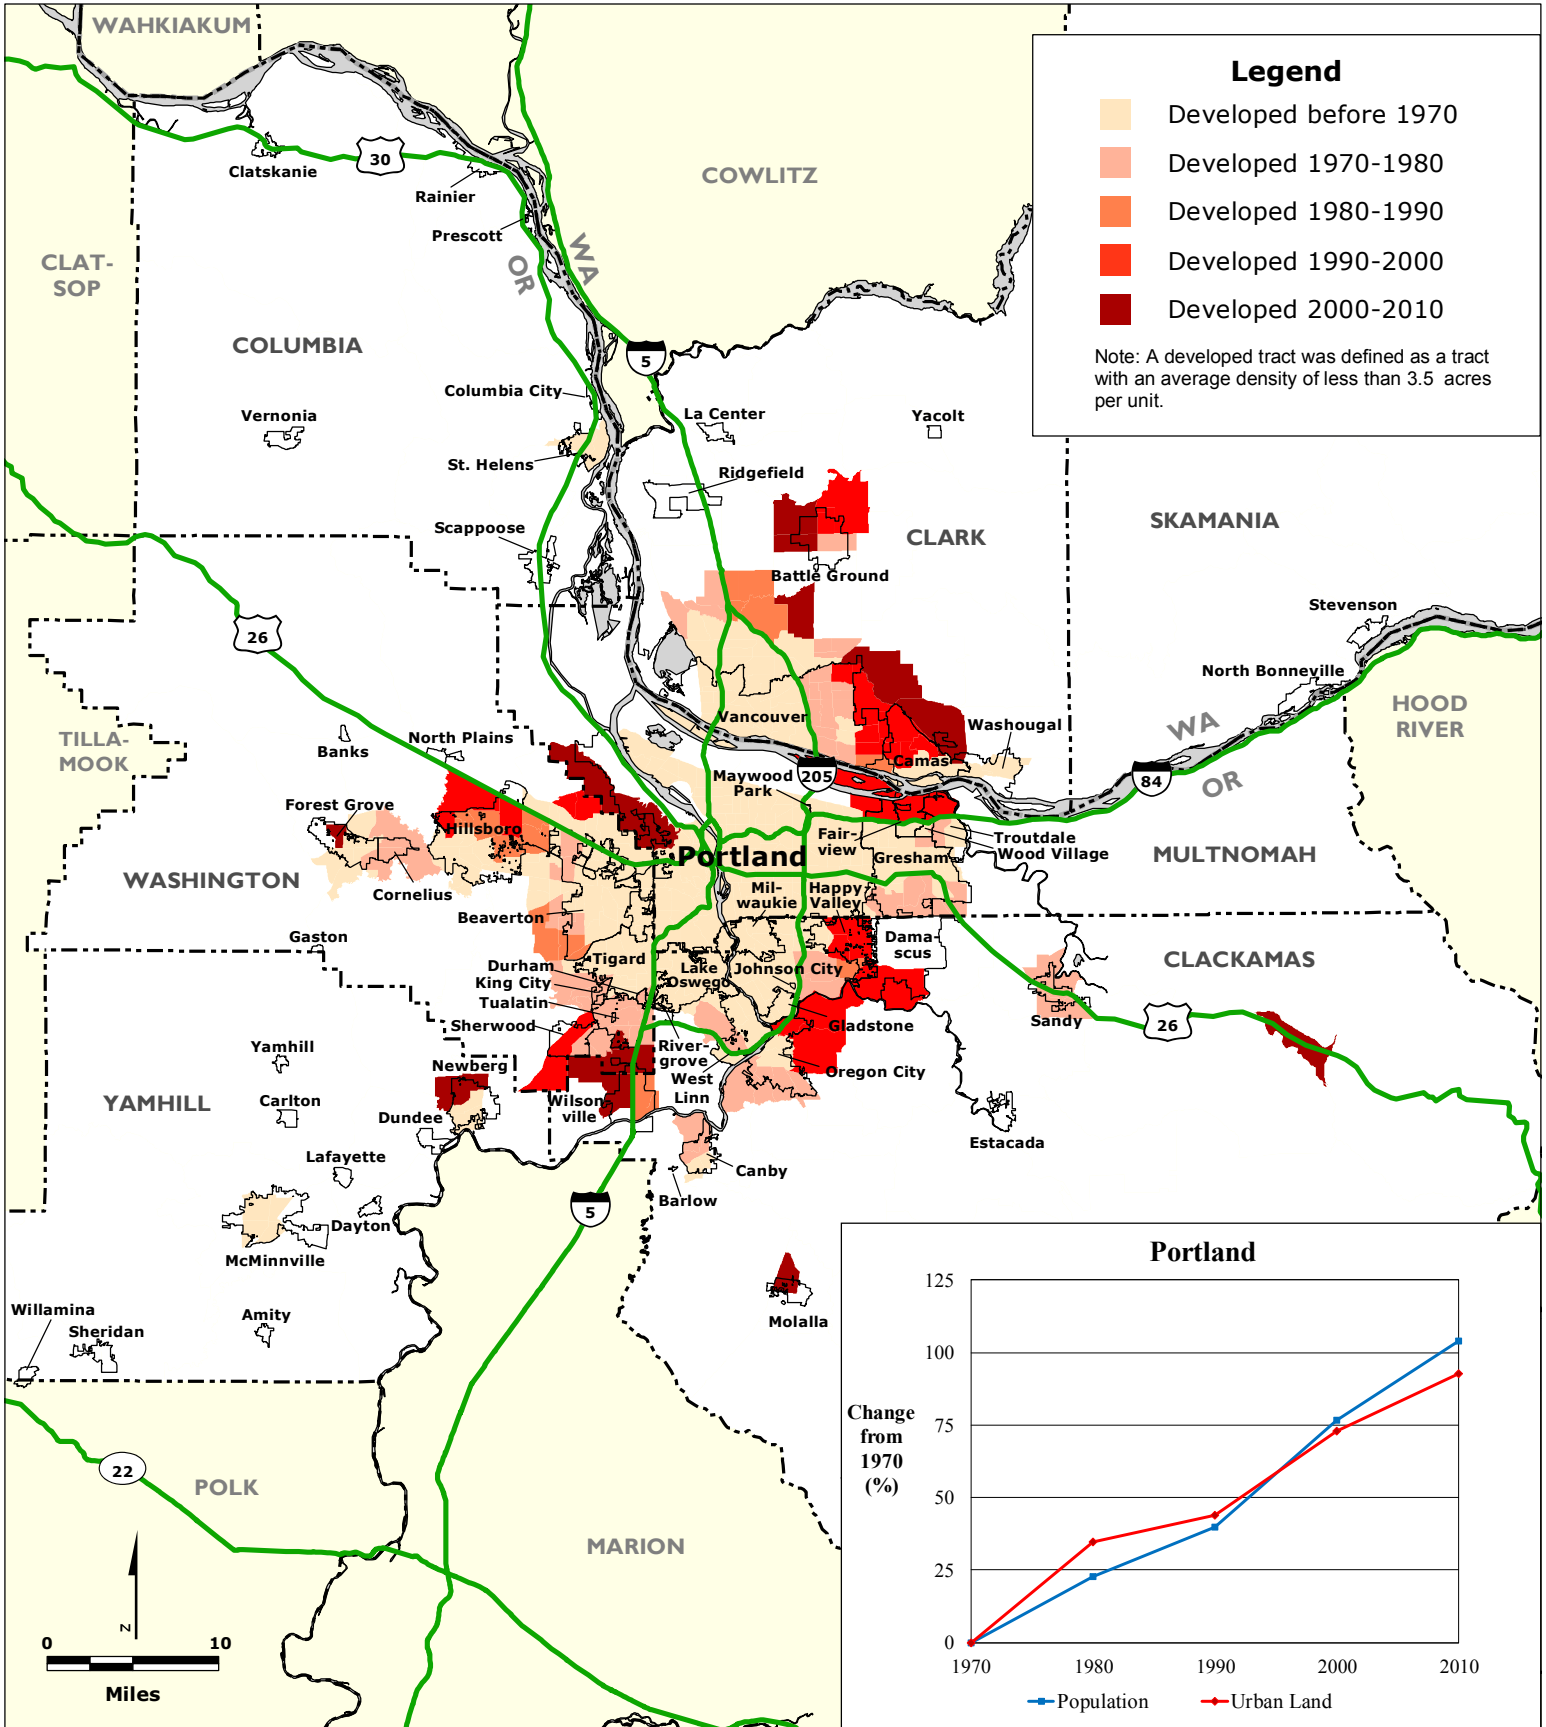 WAHKIAKUM
Legend
Developed before 1970
Developed 1970-1980
Developed 1980-1990
Developed 1990-2000
Developed 2000-2010
Note: A developed tract was defined as a tract
with an average density of less than 3.5 acres
per unit.
30
Clatskanie
Rainier
Prescott
COWLITZ
WA
OR
CLAT-
SOP
COLUMBIA
5
Columbia City
La Center
Yacolt
Vernonia
St. Helens
Ridgefield
Scappoose
CLARK
SKAMANIA
Battle Ground
Stevenson
26
North Bonneville
HOOD
RIVER
WA
OR
TILLA-
MOOK
Banks
North Plains
Vancouver
Washougal
Camas
Maywood
Park
205
84
Forest Grove
Hillsboro
Fair-
view
Troutdale
Wood Village
Portland
Gresham
MULTNOMAH
WASHINGTON
Cornelius
Mil-
waukie
Happy
Valley
Beaverton
Gaston
Dama-
scus
CLACKAMAS
Tigard
Durham
King City
Tualatin
Lake
Oswego
Johnson City
Sherwood
Gladstone
Sandy
26
River-
grove
West
Linn
Oregon City
Yamhill
Newberg
YAMHILL
Carlton
Dundee
Wilson
ville
Estacada
Lafayette
Canby
Barlow
Dayton
5
McMinnville
Molalla
Willamina
Sheridan
Amity
22
POLK
MARION
N
0 10
Miles
Portland
125
100
75
50
25
0
Change
from
1970
(%)
1970 1980 1990 2000 2010
Population Urban Land